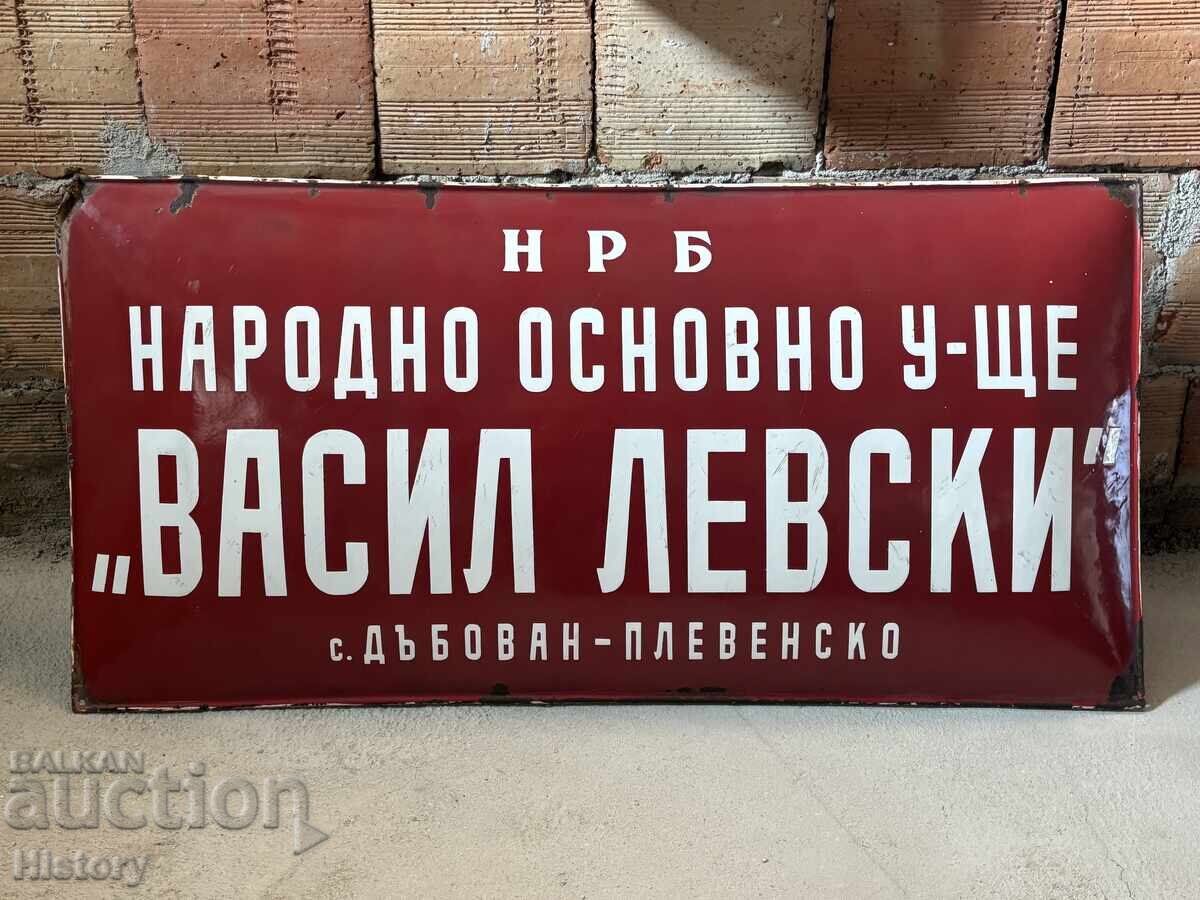 НРБ
НАРОДНО ОСНОВНО У-ЩЕ
„ВАСИЛ ЛЕВСКИ"
с. ДЪБОВАН-ПЛЕВЕНСКО
BALKAN
auction
History